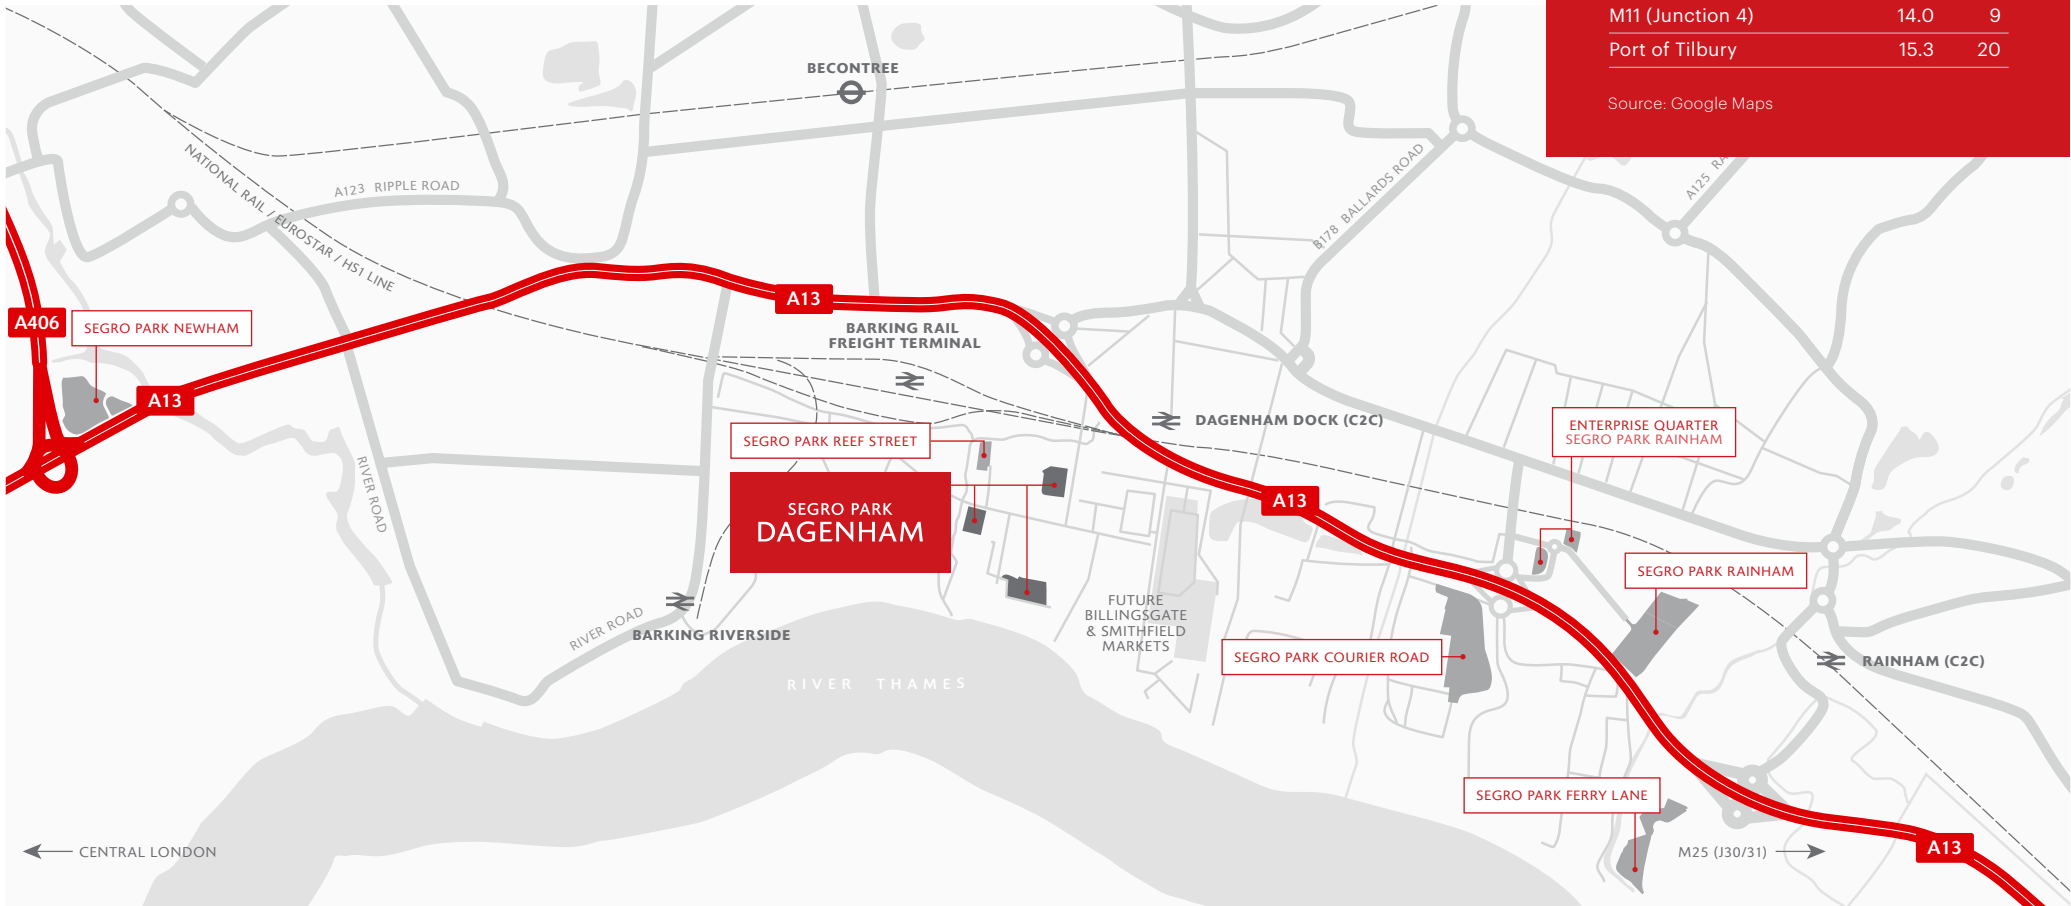 M11 (Junction 4) 14.0 9
Port of Tilbury 15.3 20
Source: Google Maps
BECONTREE
NATIONAL RAIL / EUROSTAR / HS1 LINE
A123 RIPPLE ROAD
B178 BALLARDS ROAD
A125
A13
A406
SEGRO PARK NEWHAM
BARKING RAIL
FREIGHT TERMINAL
A13
DAGENHAM DOCK (C2C)
ENTERPRISE QUARTER
SEGRO PARK RAINHAM
SEGRO PARK REEF STREET
RIVER ROAD
SEGRO PARK
DAGENHAM
A13
SEGRO PARK RAINHAM
FUTURE
BILLINGSGATE
& SMITHFIELD
MARKETS
RIVER ROAD
BARKING RIVERSIDE
SEGRO PARK COURIER ROAD
RAINHAM (C2C)
RIVER THAMES
SEGRO PARK FERRY LANE
CENTRAL LONDON
M25 (J30/31)
A13